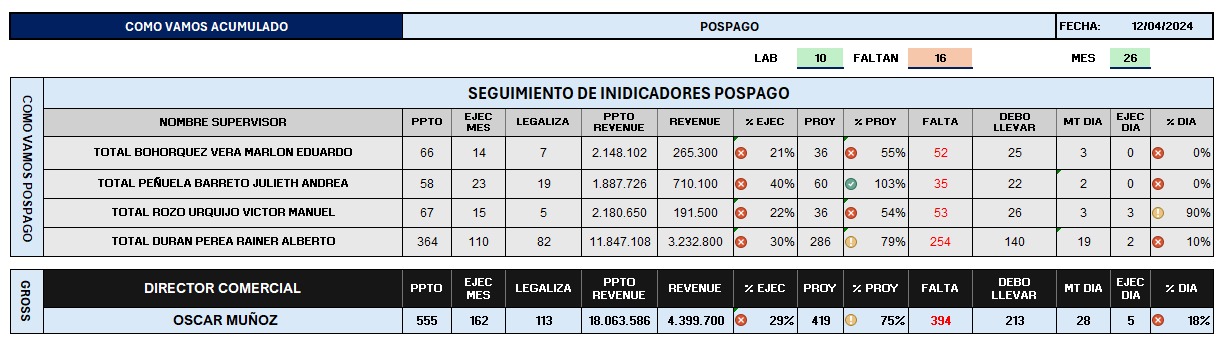 COMO VAMOS ACUMULADO POSPAGO FECHA: 12/04/2024
LAB 10 FALTAN 16 MES 26
COMO VAMOS POSPAGO
SEGUIMIENTO DE INIDICADORES POSPAGO
NOMBRE SUPERVISOR PPTO EJEC MES LEGALIZA PPTO REVENUE REVENUE % EJEC PROY % PROY FALTA DEBO LLEVAR MT DIA EJEC DIA % DIA
TOTAL BOHORQUEZ VERA MARLON EDUARDO 66 14 7 2.148.102 265.300 21% 36 55% 52 25 3 0 0%
TOTAL PEÑUELA BARRETO JULIETH ANDREA 58 23 19 1.887.726 710.100 40% 60 103% 35 22 2 0 0%
TOTAL ROZO URQUIJO VICTOR MANUEL 67 15 5 2.180.650 191.500 22% 36 54% 53 26 3 3 90%
TOTAL DURAN PEREA RAINER ALBERTO 364 110 82 11.847.108 3.232.800 30% 286 79% 254 140 19 2 10%
GROSS
DIRECTOR COMERCIAL PPTO EJEC MES LEGALIZA PPTO REVENUE REVENUE % EJEC PROY % PROY FALTA DEBO LLEVAR MT DIA EJEC DIA % DIA
OSCAR MUÑOZ 555 162 113 18.063.586 4.399.700 29% 419 75% 394 213 28 5 18%